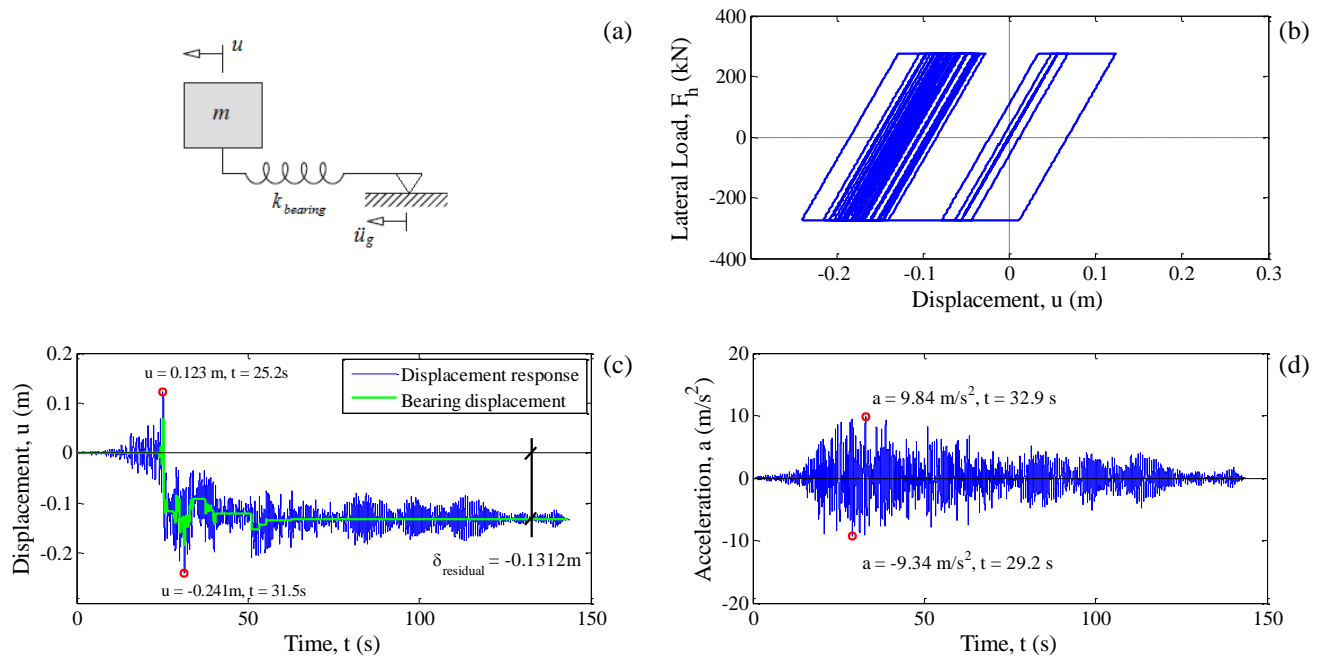 (a)
u
m
k bearing
ü g
(b)
Lateral Load, F h (kN)
400
200
0
-200
-400
-0.2
-0.1
0
0.1
0.2
0.3
Displacement, u (m)
(c)
Displacement, u (m)
0.2
0.1
0
-0.1
-0.2
u = 0.123 m, t = 25.2s
Displacement response
Bearing displacement
δ residual = -0.1312m
u = -0.241m, t = 31.5s
0
50
100
150
Time, t (s)
(d)
Acceleration, a (m/s²)
20
10
0
-10
-20
a = 9.84 m/s², t = 32.9 s
a = -9.34 m/s², t = 29.2 s
0
50
100
150
Time, t (s)